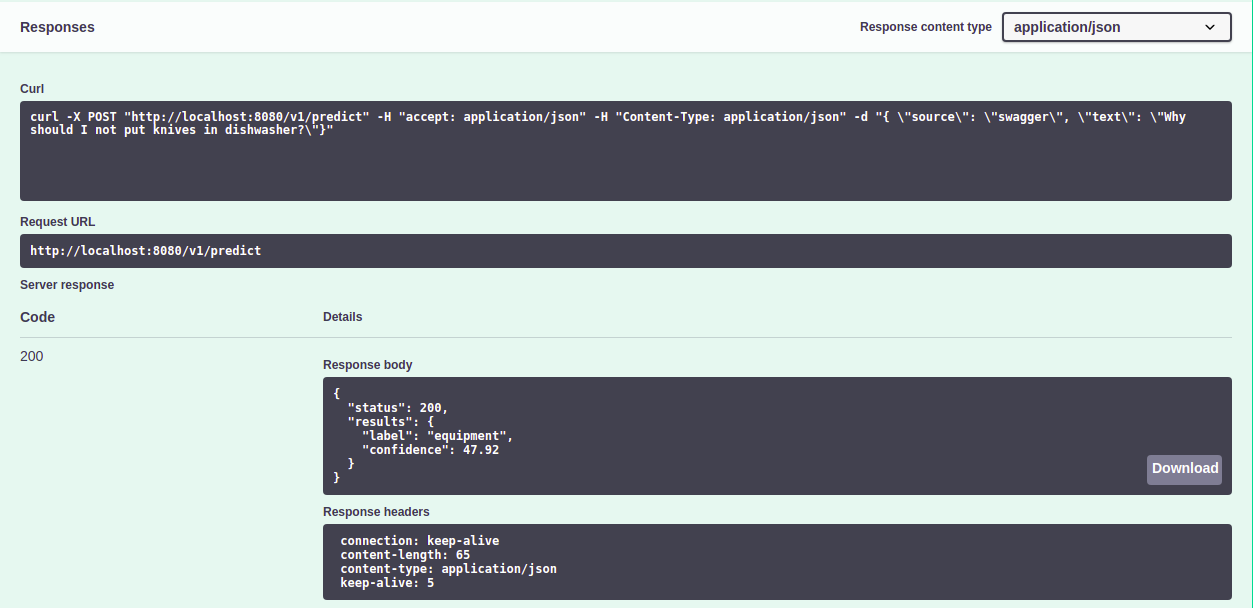 Responses
Response content type
application/json
Curl
curl -X POST "http://localhost:8080/v1/predict" -H "accept: application/json" -H "Content-Type: application/json" -d "{ \"source\": \"swagger\", \"text\": \"Why
should I not put knives in dishwasher?\"}"
Request URL
http://localhost:8080/v1/predict
Server response
Code Details
200
Response body
{
  "status": 200,
  "results": {
    "label": "equipment",
    "confidence": 47.92
  }
}
Download
Response headers
connection: keep-alive
content-length: 65
content-type: application/json
keep-alive: 5